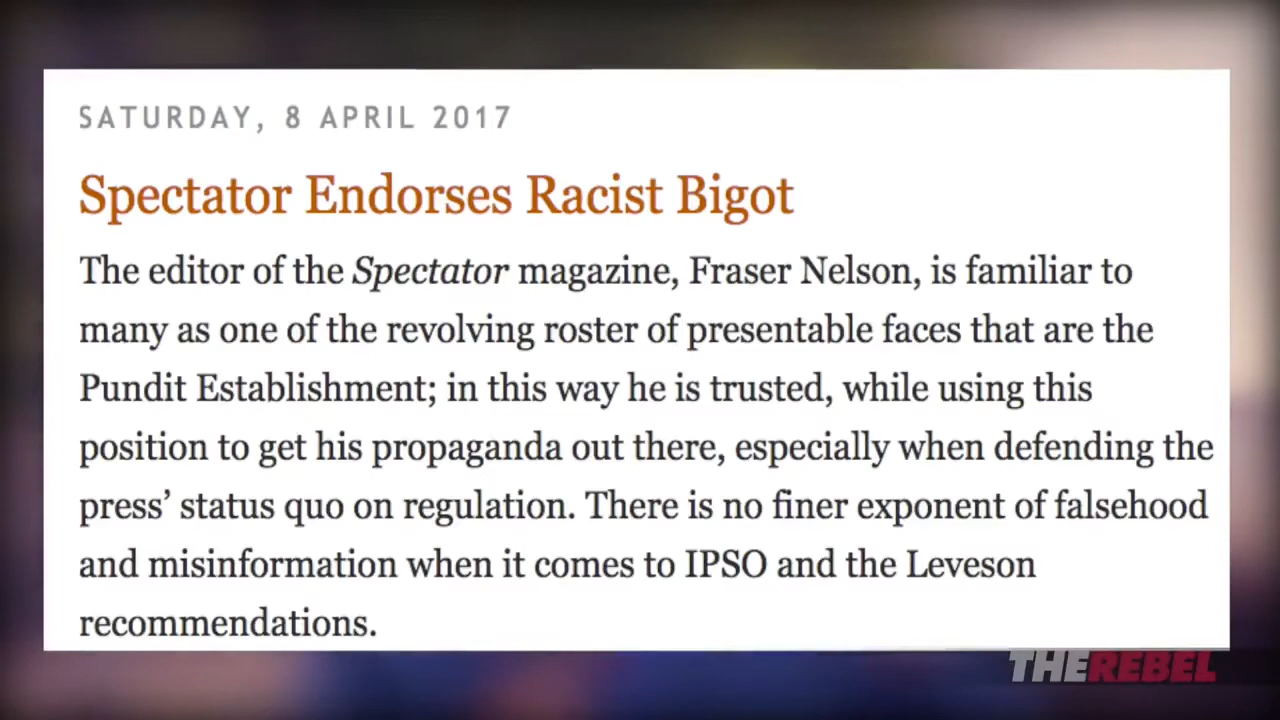 SATURDAY, 8 APRIL 2017
Spectator Endorses Racist Bigot
The editor of the Spectator magazine, Fraser Nelson, is familiar to
many as one of the revolving roster of presentable faces that are the
Pundit Establishment; in this way he is trusted, while using this
position to get his propaganda out there, especially when defending the
press’ status quo on regulation. There is no finer exponent of falsehood
and misinformation when it comes to IPSO and the Leveson
recommendations.
THEREBEL